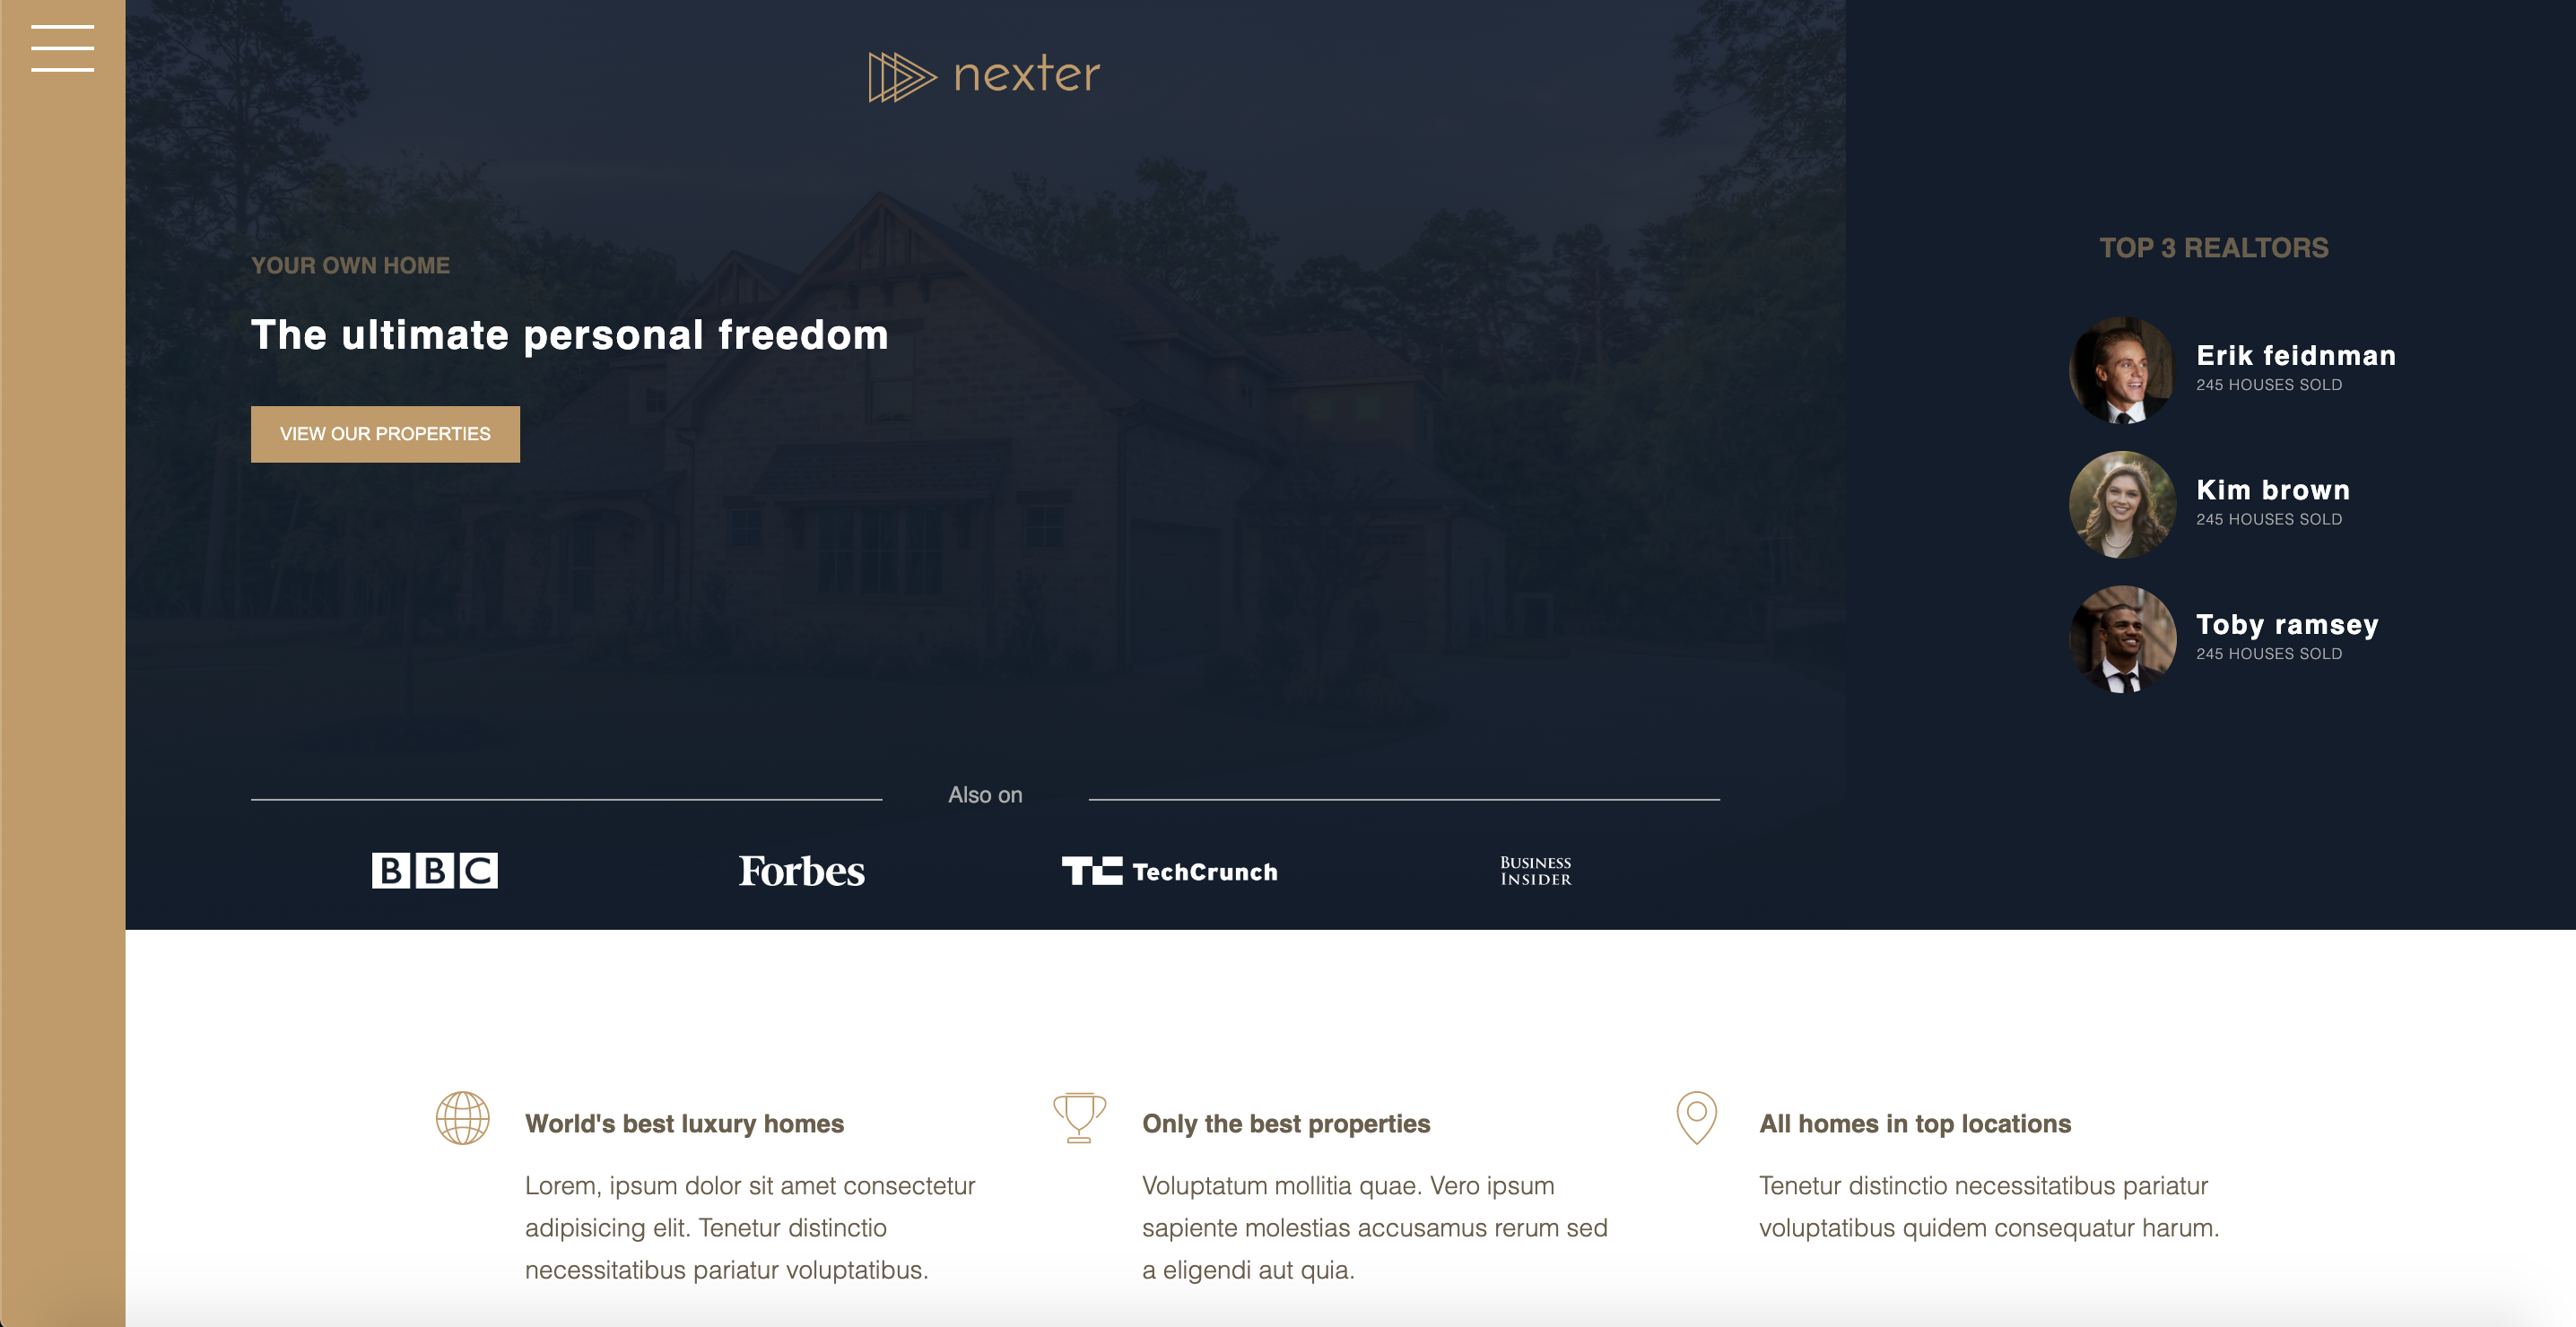 nexter
YOUR OWN HOME
The ultimate personal freedom
VIEW OUR PROPERTIES
Also on
BBC
Forbes
TC TechCrunch
BUSINESS
INSIDER
TOP 3 REALTORS
Erik feidnman
245 HOUSES SOLD
Kim brown
245 HOUSES SOLD
Toby ramsey
245 HOUSES SOLD
World's best luxury homes
Lorem, ipsum dolor sit amet consectetur
adipisicing elit. Tenetur distinctio
necessitatibus pariatur voluptatibus.
Only the best properties
Voluptatum mollitia quae. Vero ipsum
sapiente molestias accusamus rerum sed
a eligendi aut quia.
All homes in top locations
Tenetur distinctio necessitatibus pariatur
voluptatibus quidem consequatur harum.